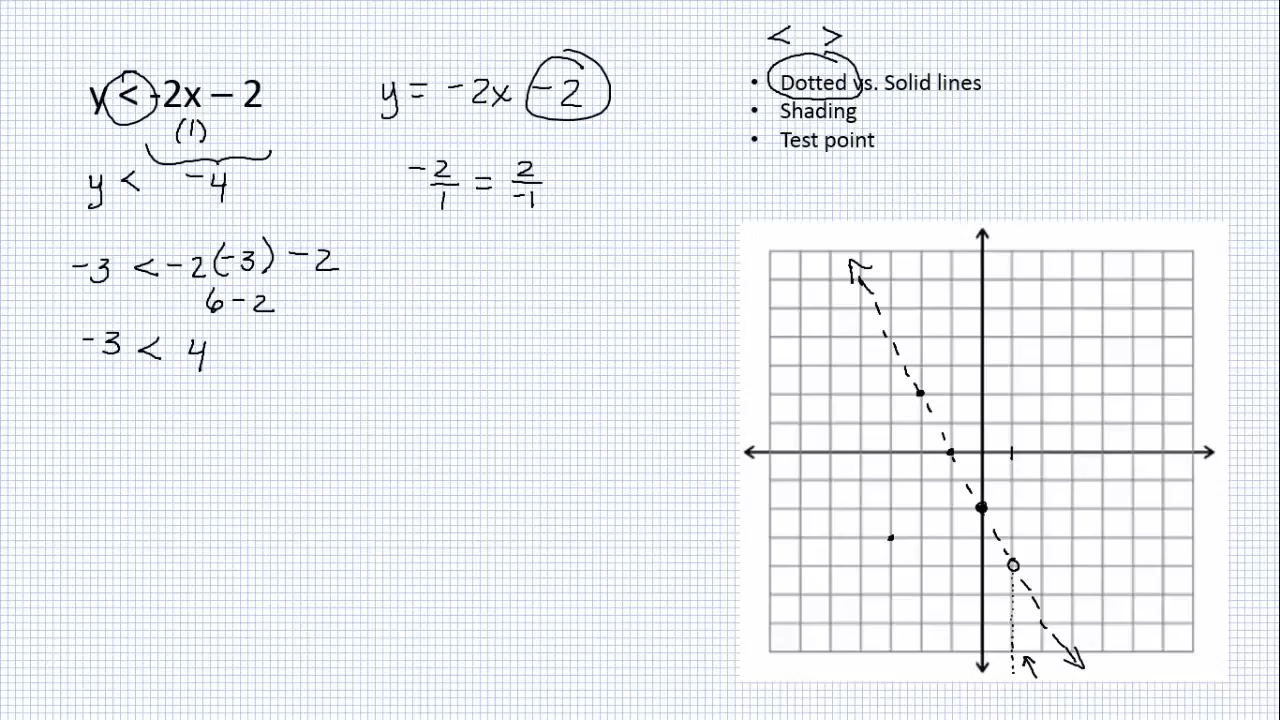 y < -2x – 2
(1)
y < -4
-3 < -2(-3) - 2
6 - 2
-3 < 4
y = -2x - 2
-2/1 = 2/-1
< >
• Dotted vs. Solid lines
• Shading
• Test point